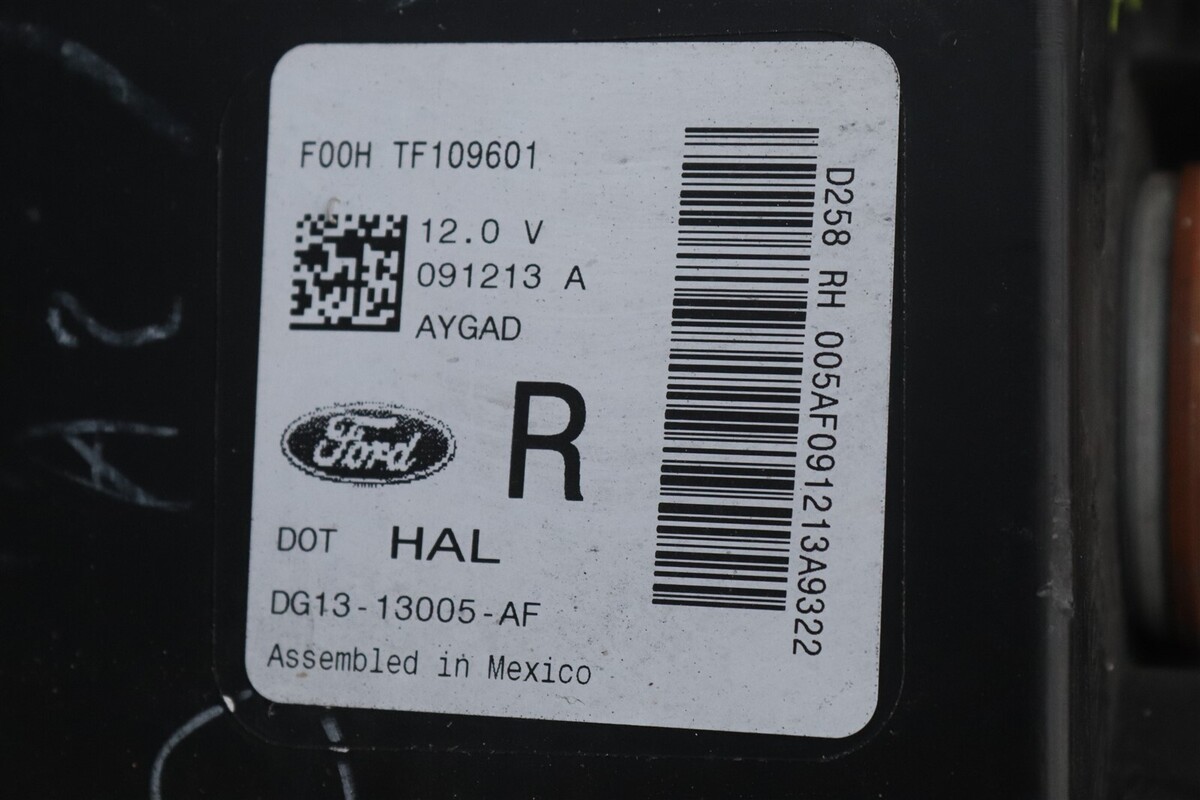 F00H TF109601
12.0 V
091213 A
AYGAD
Ford
R
DOT HAL
DG13-13005-AF
Assembled in Mexico
D258 RH 005AF091213A9322